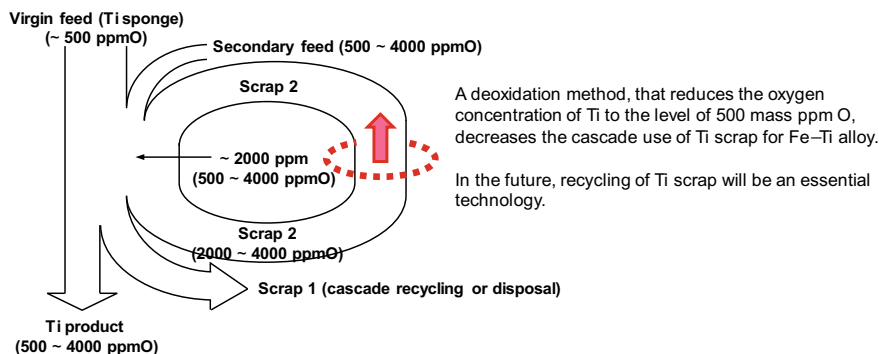 Virgin feed (Ti sponge)
(~ 500 ppmO)
Secondary feed (500 ~ 4000 ppmO)
Scrap 2
A deoxidation method, that reduces the oxygen
concentration of Ti to the level of 500 mass ppm O,
decreases the cascade use of Ti scrap for Fe–Ti alloy.
~ 2000 ppm
(500 ~ 4000 ppmO)
In the future, recycling of Ti scrap will be an essential
technology.
Scrap 2
(2000 ~ 4000 ppmO)
Scrap 1 (cascade recycling or disposal)
Ti product
(500 ~ 4000 ppmO)